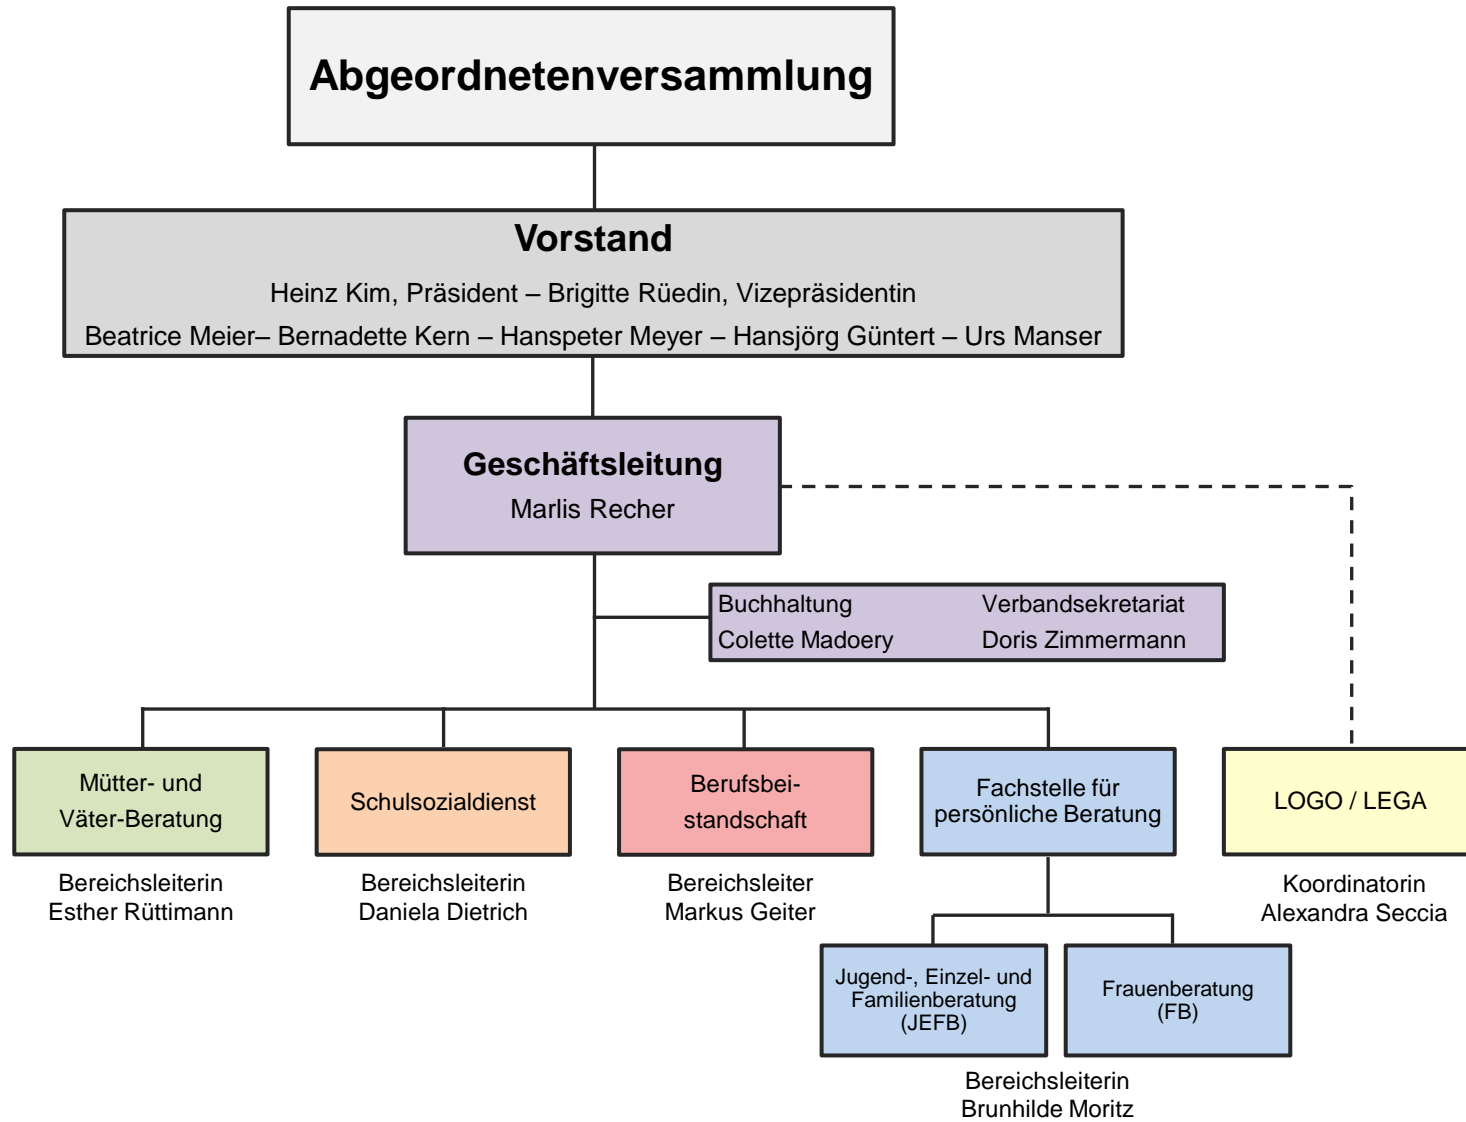 Abgeordnetenversammlung
Vorstand
Heinz Kim, Präsident – Brigitte Rüedin, Vizepräsidentin
Beatrice Meier– Bernadette Kern – Hanspeter Meyer – Hansjörg Güntert – Urs Manser
Geschäftsleitung
Marlis Recher
Buchhaltung
Colette Madoery
Verbandsekretariat
Doris Zimmermann
Mütter- und
Väter-Beratung
Bereichsleiterin
Esther Rüttimann
Schulsozialdienst
Bereichsleiterin
Daniela Dietrich
Berufsbei-
standschaft
Bereichsleiter
Markus Geiter
Fachstelle für
persönliche Beratung
LOGO / LEGA
Koordinatorin
Alexandra Seccia
Jugend-, Einzel- und
Familienberatung
(JEFB)
Frauenberatung
(FB)
Bereichsleiterin
Brunhilde Moritz